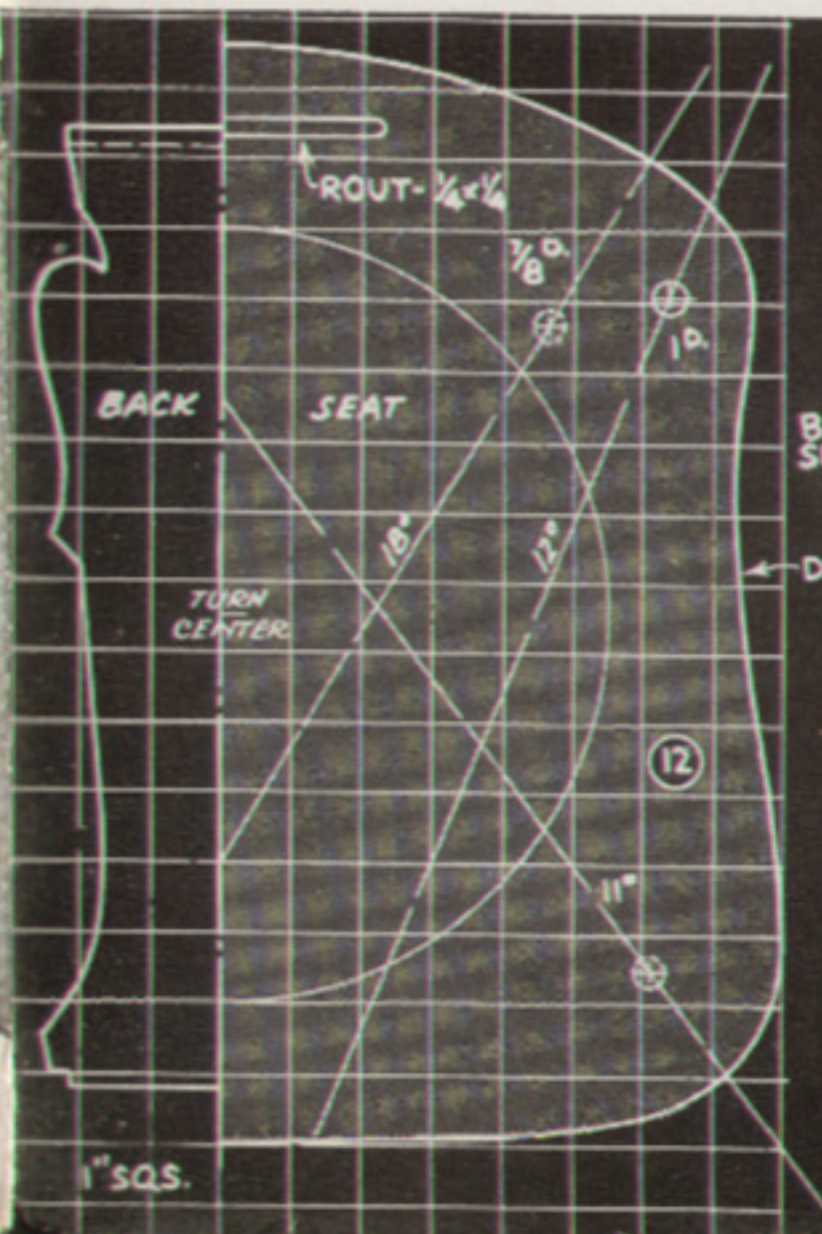 ROUT-¼x¼
⅞D.
1D.
BACK
SEAT
18°
12°
TURN
CENTER
D
12
11°
1"SQS.